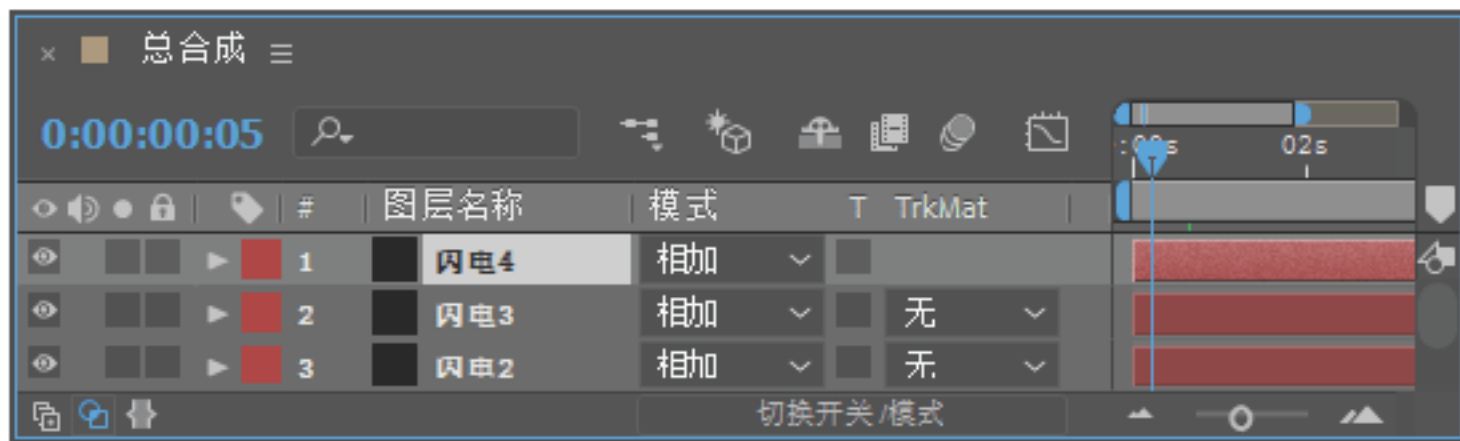 总合成
0:00:00:05
:00s 02s
# 图层名称 模式 T TrkMat
1 闪电4 相加
2 闪电3 相加 无
3 闪电2 相加 无
切换开关/模式